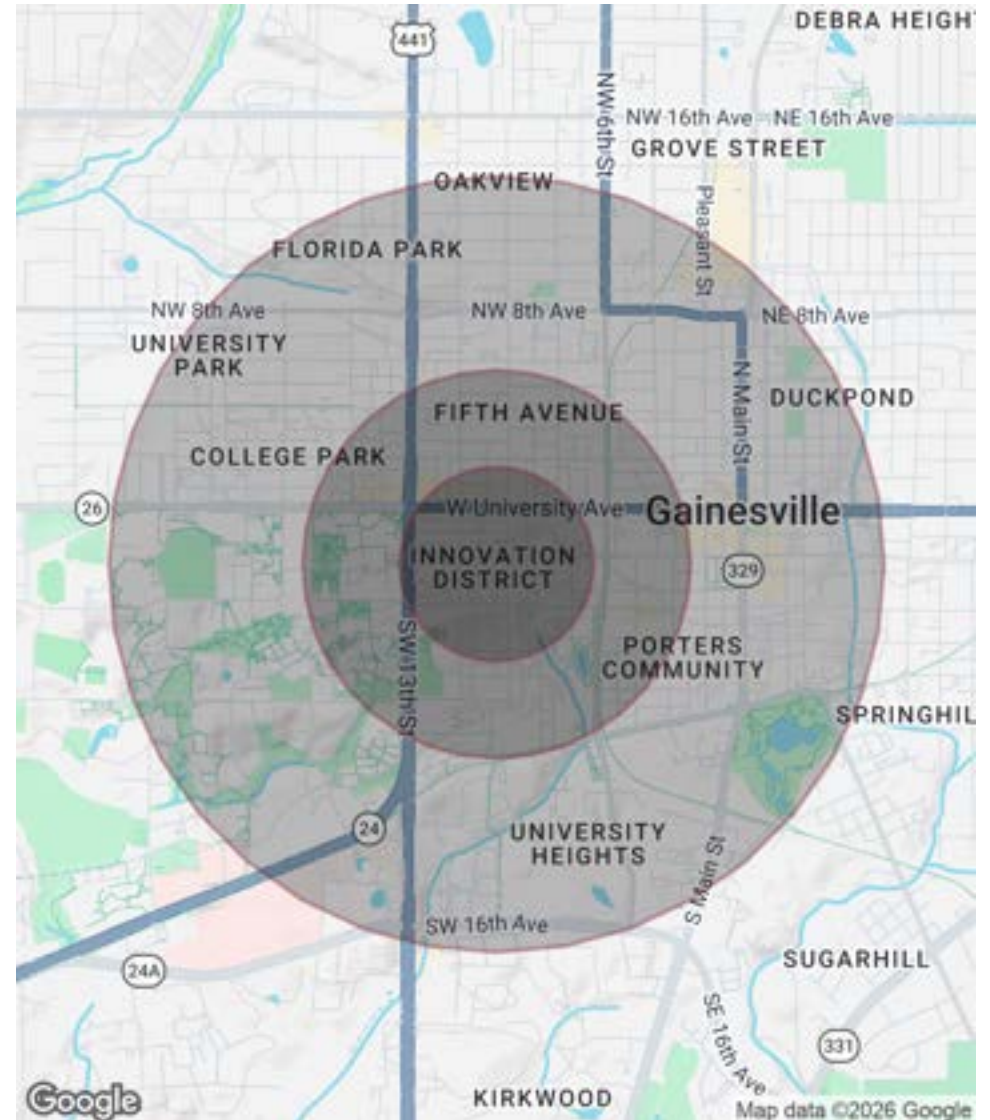 DEBRA HEIGH
441
NW 6th St
NW 16th Ave
NE 16th Ave
GROVE STREET
OAKVIEW
Pleasant St
FLORIDA PARK
NW 8th Ave
NW 8th Ave
NE 8th Ave
UNIVERSITY
PARK
N Main St
DUCKPOND
FIFTH AVENUE
COLLEGE PARK
26
W University Ave
Gainesville
INNOVATION
DISTRICT
329
SW 13th St
PORTERS
COMMUNITY
SPRINGHIL
24
UNIVERSITY
HEIGHTS
S Main St
SW 16th Ave
24A
SUGARHILL
SE 16th Ave
331
KIRKWOOD
Google
Map data ©2026 Google